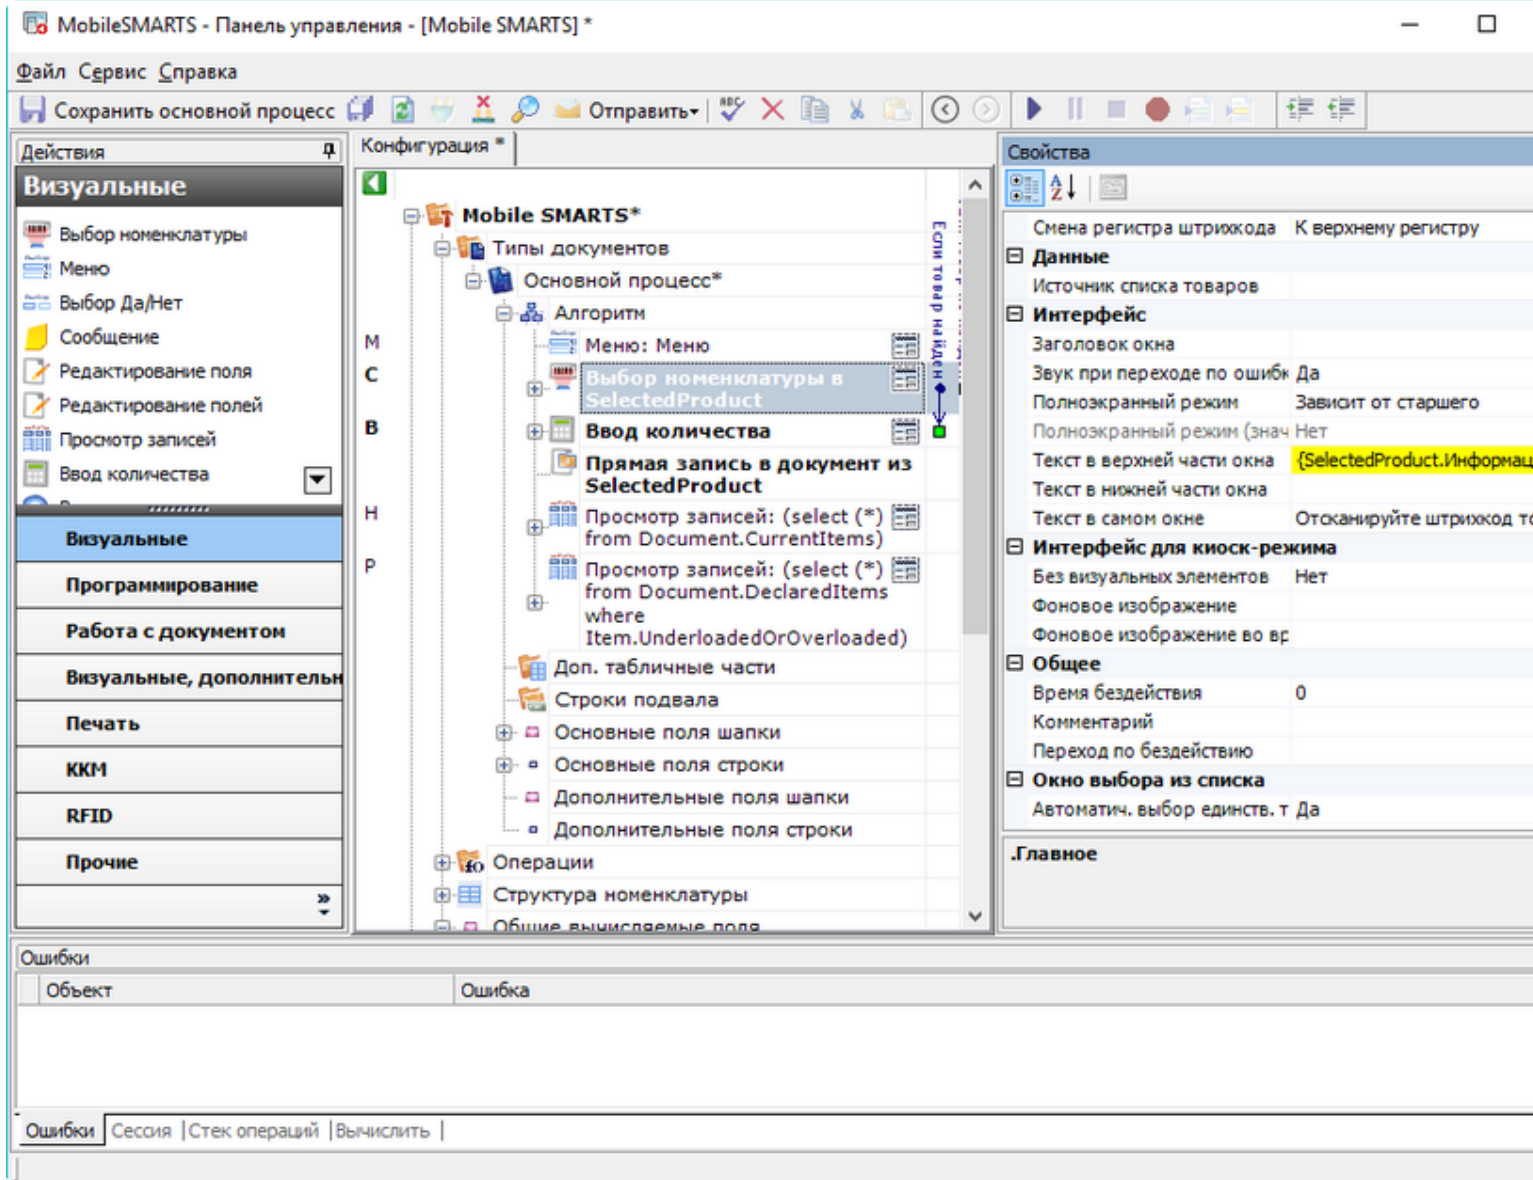 MobileSMARTS - Панель управления - [Mobile SMARTS] *
Файл Сервис Справка
Сохранить основной процесс Отправить
Действия
Визуальные
Выбор номенклатуры
Меню
Выбор Да/Нет
Сообщение
Редактирование поля
Редактирование полей
Просмотр записей
Ввод количества
Визуальные
Программирование
Работа с документом
Визуальные, дополнительн
Печать
ККМ
RFID
Прочие
Конфигурация *
Mobile SMARTS*
Типы документов
Основной процесс*
Алгоритм
М
Меню: Меню
С
Выбор номенклатуры в
SelectedProduct
В
Ввод количества
Прямая запись в документ из
SelectedProduct
Н
Просмотр записей: (select (*)
from Document.CurrentItems)
Р
Просмотр записей: (select (*)
from Document.DeclaredItems
where
Item.UnderloadedOrOverloaded)
Доп. табличные части
Строки подвала
Основные поля шапки
Основные поля строки
Дополнительные поля шапки
Дополнительные поля строки
Операции
Структура номенклатуры
Общие вычисляемые поля
Если товар найден
Свойства
Смена регистра штрихкода К верхнему регистру
Данные
Источник списка товаров
Интерфейс
Заголовок окна
Звук при переходе по ошибк Да
Полноэкранный режим Зависит от старшего
Полноэкранный режим (знач Нет
Текст в верхней части окна {SelectedProduct.Информац
Текст в нижней части окна
Текст в самом окне Отсканируйте штрихкод то
Интерфейс для киоск-режима
Без визуальных элементов Нет
Фоновое изображение
Фоновое изображение во вр
Общее
Время бездействия 0
Комментарий
Переход по бездействию
Окно выбора из списка
Автоматич. выбор единств. т Да
.Главное
Ошибки
Объект Ошибка
Ошибки Сессия Стек операций Вычислить